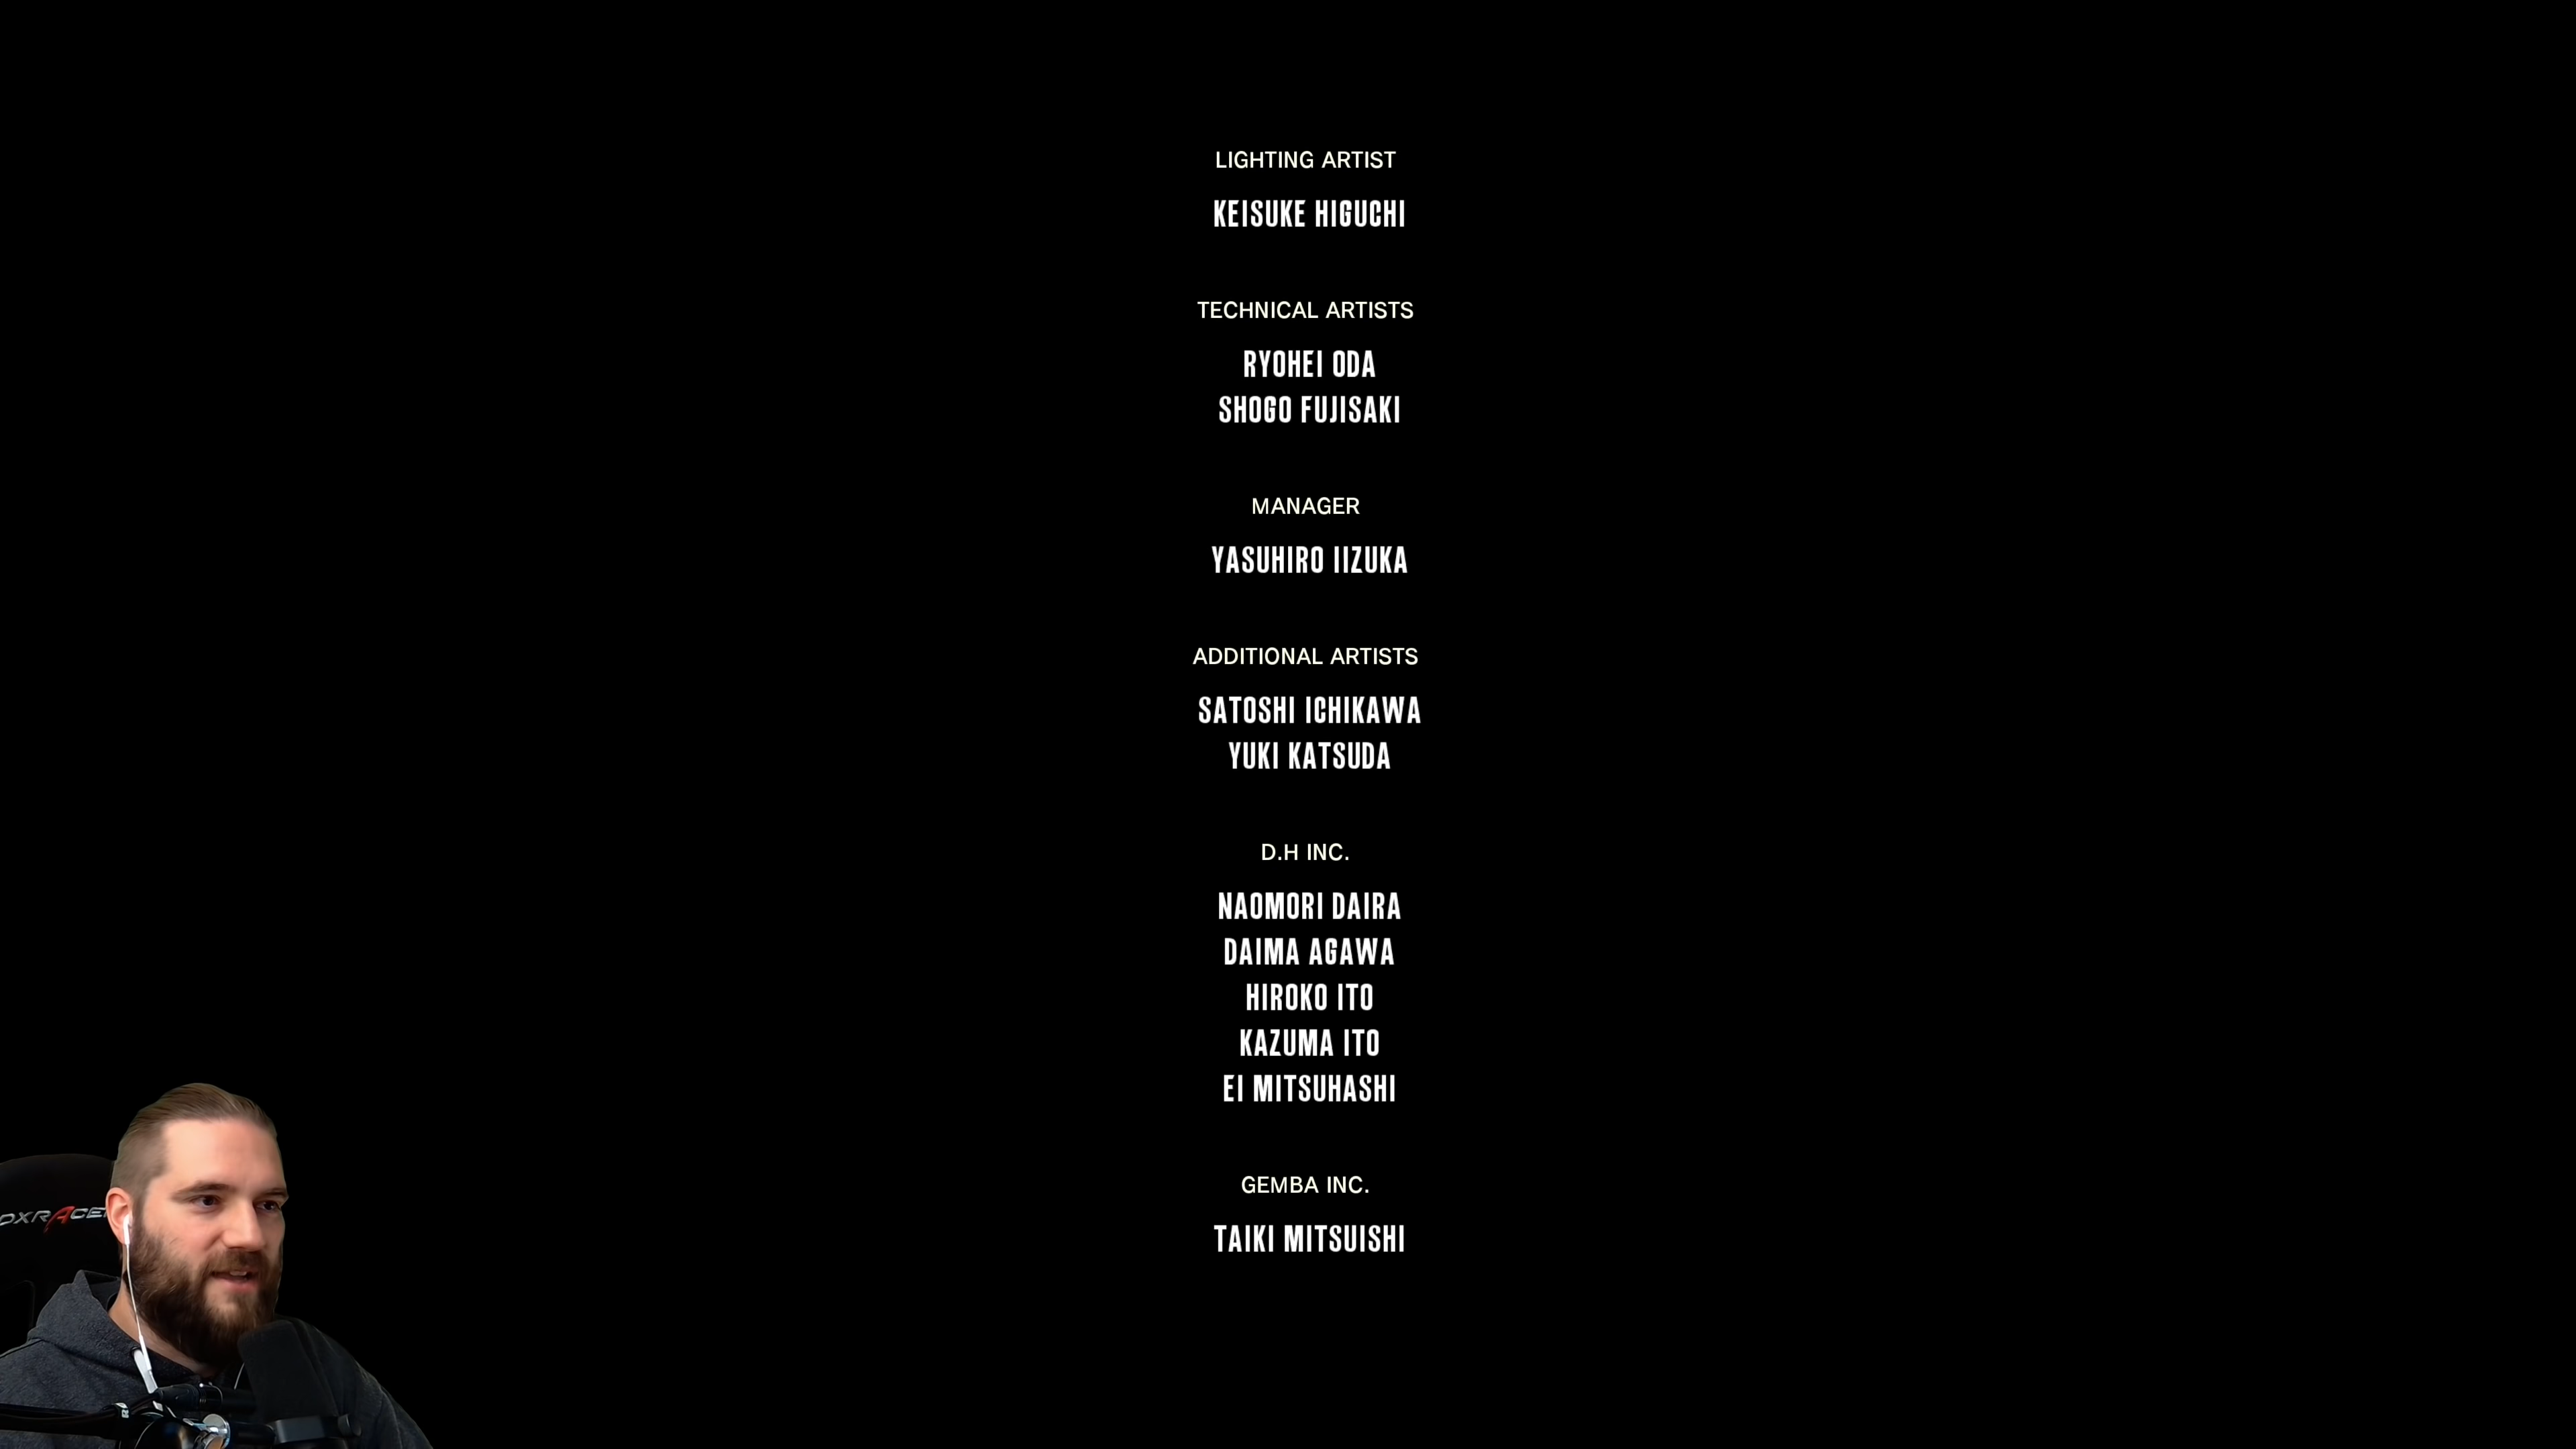 LIGHTING ARTIST
KEISUKE HIGUCHI
TECHNICAL ARTISTS
RYOHEI ODA
SHOGO FUJISAKI
MANAGER
YASUHIRO IIZUKA
ADDITIONAL ARTISTS
SATOSHI ICHIKAWA
YUKI KATSUDA
D.H INC.
NAOMORI DAIRA
DAIMA AGAWA
HIROKO ITO
KAZUMA ITO
EI MITSUHASHI
GEMBA INC.
TAIKI MITSUISHI
DXRACER